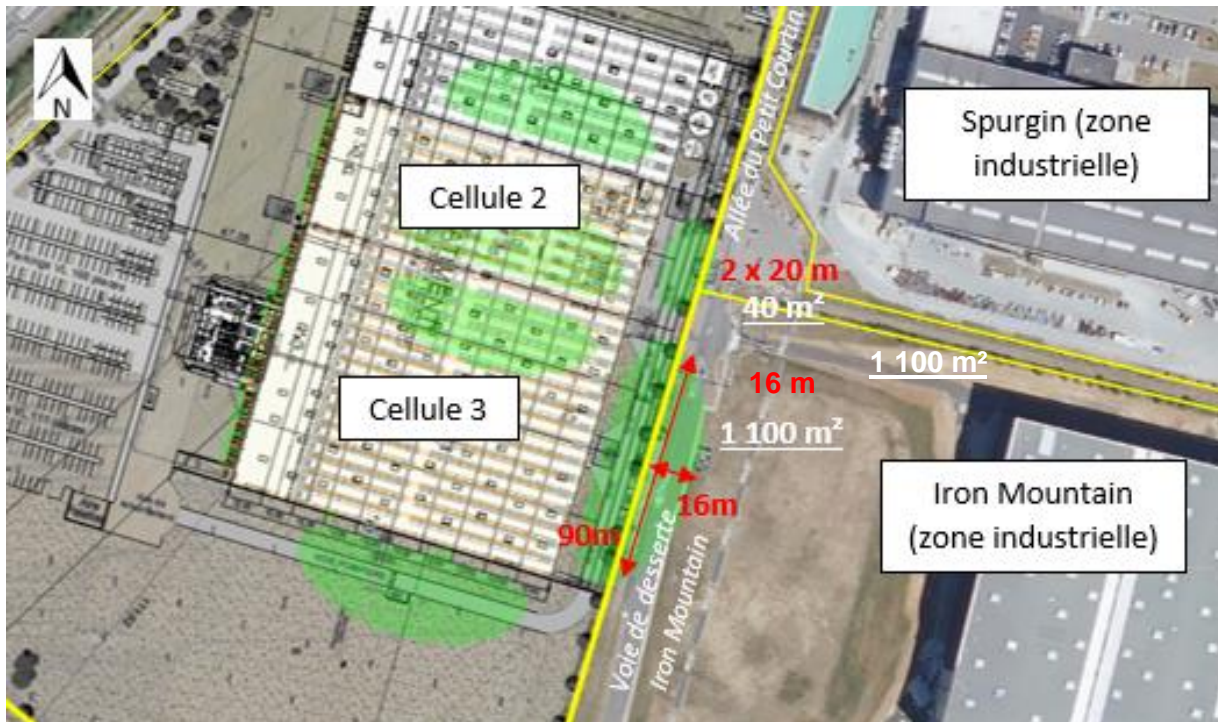 N
Spurgin (zone
industrielle)
Allée du Petit Courtin
Cellule 2
2 x 20 m
40 m²
1 100 m²
16 m
Cellule 3
1 100 m²
Iron Mountain
(zone industrielle)
16m
90m
Voie de desserte
Iron Mountain